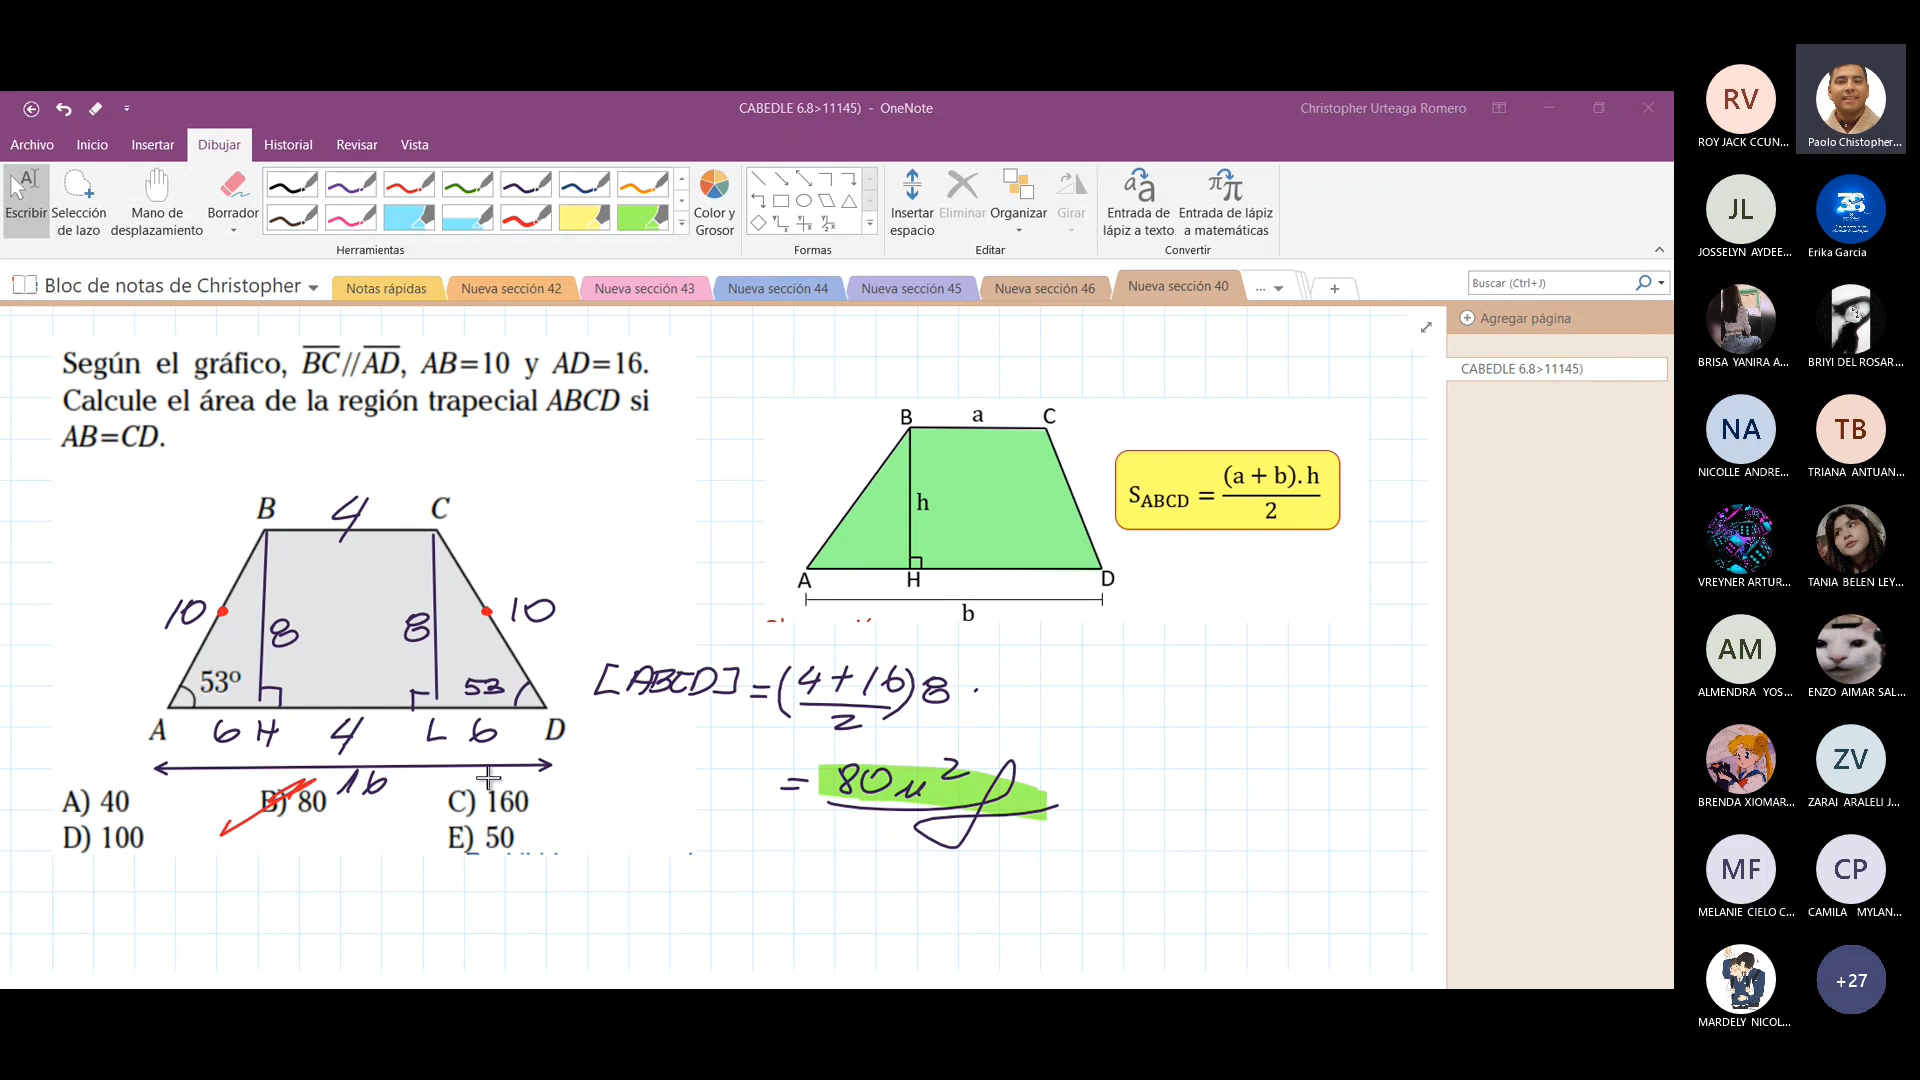 CABEDLE 6.8>11145) - OneNote
Christopher Urteaga Romero
Archivo Inicio Insertar Dibujar Historial Revisar Vista
Escribir
Selección de lazo
Mano de desplazamiento
Borrador
Color y Grosor
Insertar espacio
Eliminar
Organizar
Girar
Entrada de lápiz a texto
Entrada de lápiz a matemáticas
Herramientas
Formas
Editar
Convertir
Bloc de notas de Christopher
Notas rápidas
Nueva sección 42
Nueva sección 43
Nueva sección 44
Nueva sección 45
Nueva sección 46
Nueva sección 40
...
+
Buscar (Ctrl+J)
Agregar página
CABEDLE 6.8>11145)
Según el gráfico, BC//AD, AB=10 y AD=16.
Calcule el área de la región trapecial ABCD si
AB=CD.
B 4 C
10 8 8 10
53º 53
A 6 H 4 L 6 D
16
A) 40 B) 80 C) 160
D) 100 E) 50
B a C
h
A H D
b
S_ABCD = (a + b).h / 2
[ABCD] = (4+16 / 2) 8
= 80 u²
RV
ROY JACK CCUN...
Paolo Chistopher...
JL
JOSSELYN AYDEE...
Erika Garcia
BRISA YANIRA A...
BRIYI DEL ROSAR...
NA
NICOLLE ANDRE...
TB
TRIANA ANTUAN...
VREYNER ARTUR...
TANIA BELEN LEY...
AM
ALMENDRA YOS...
ENZO AIMAR SAL...
BRENDA XIOMAR...
ZV
ZARAI ARALELI J...
MF
MELANIE CIELO C...
CP
CAMILA MYLAN...
MARDELY NICOL...
+27